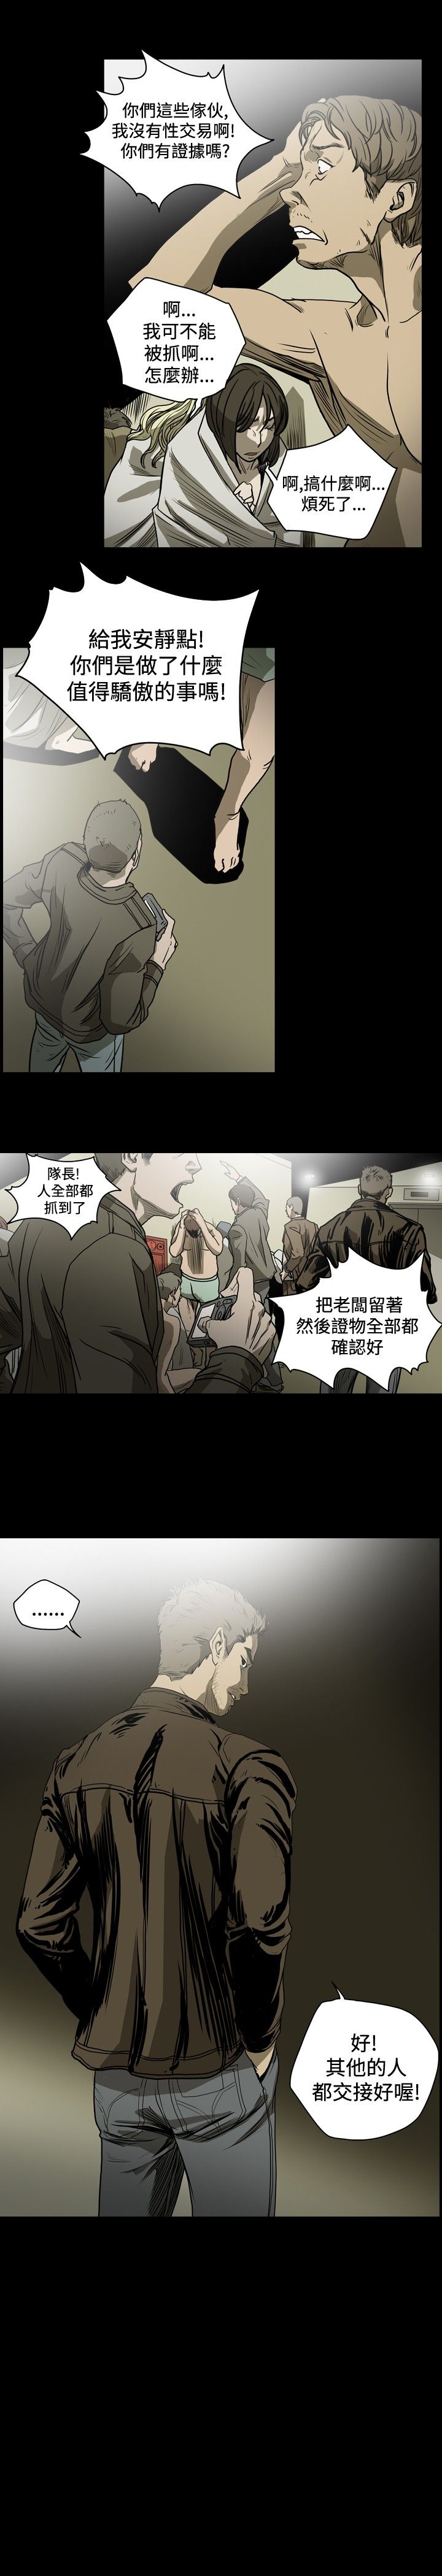 你們這些傢伙,
我沒有性交易啊!
你們有證據嗎?
啊...
我可不能
被抓啊...
怎麼辦...
啊,搞什麼啊...
煩死了...
給我安靜點!
你們是做了什麼
值得驕傲的事嗎!
隊長!
人全部都
抓到了
把老闆留著
然後證物全部都
確認好
......
好!
其他的人
都交接好喔!